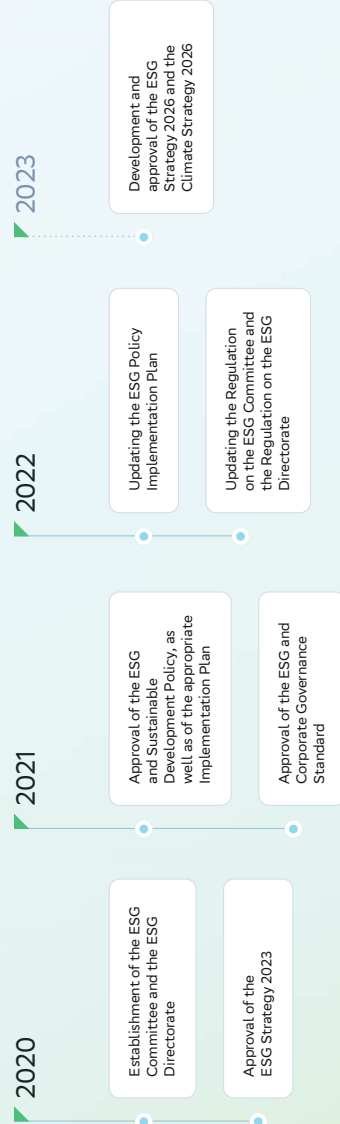 2020
Establishment of the ESG
Committee and the ESG
Directorate
Approval of the
ESG Strategy 2023
2021
Approval of the ESG
and Sustainable
Development Policy, as
well as of the appropriate
Implementation Plan
Approval of the ESG and
Corporate Governance
Standard
2022
Updating the ESG Policy
Implementation Plan
Updating the Regulation
on the ESG Committee and
the Regulation on the ESG
Directorate
2023
Development and
approval of the ESG
Strategy 2026 and the
Climate Strategy 2026